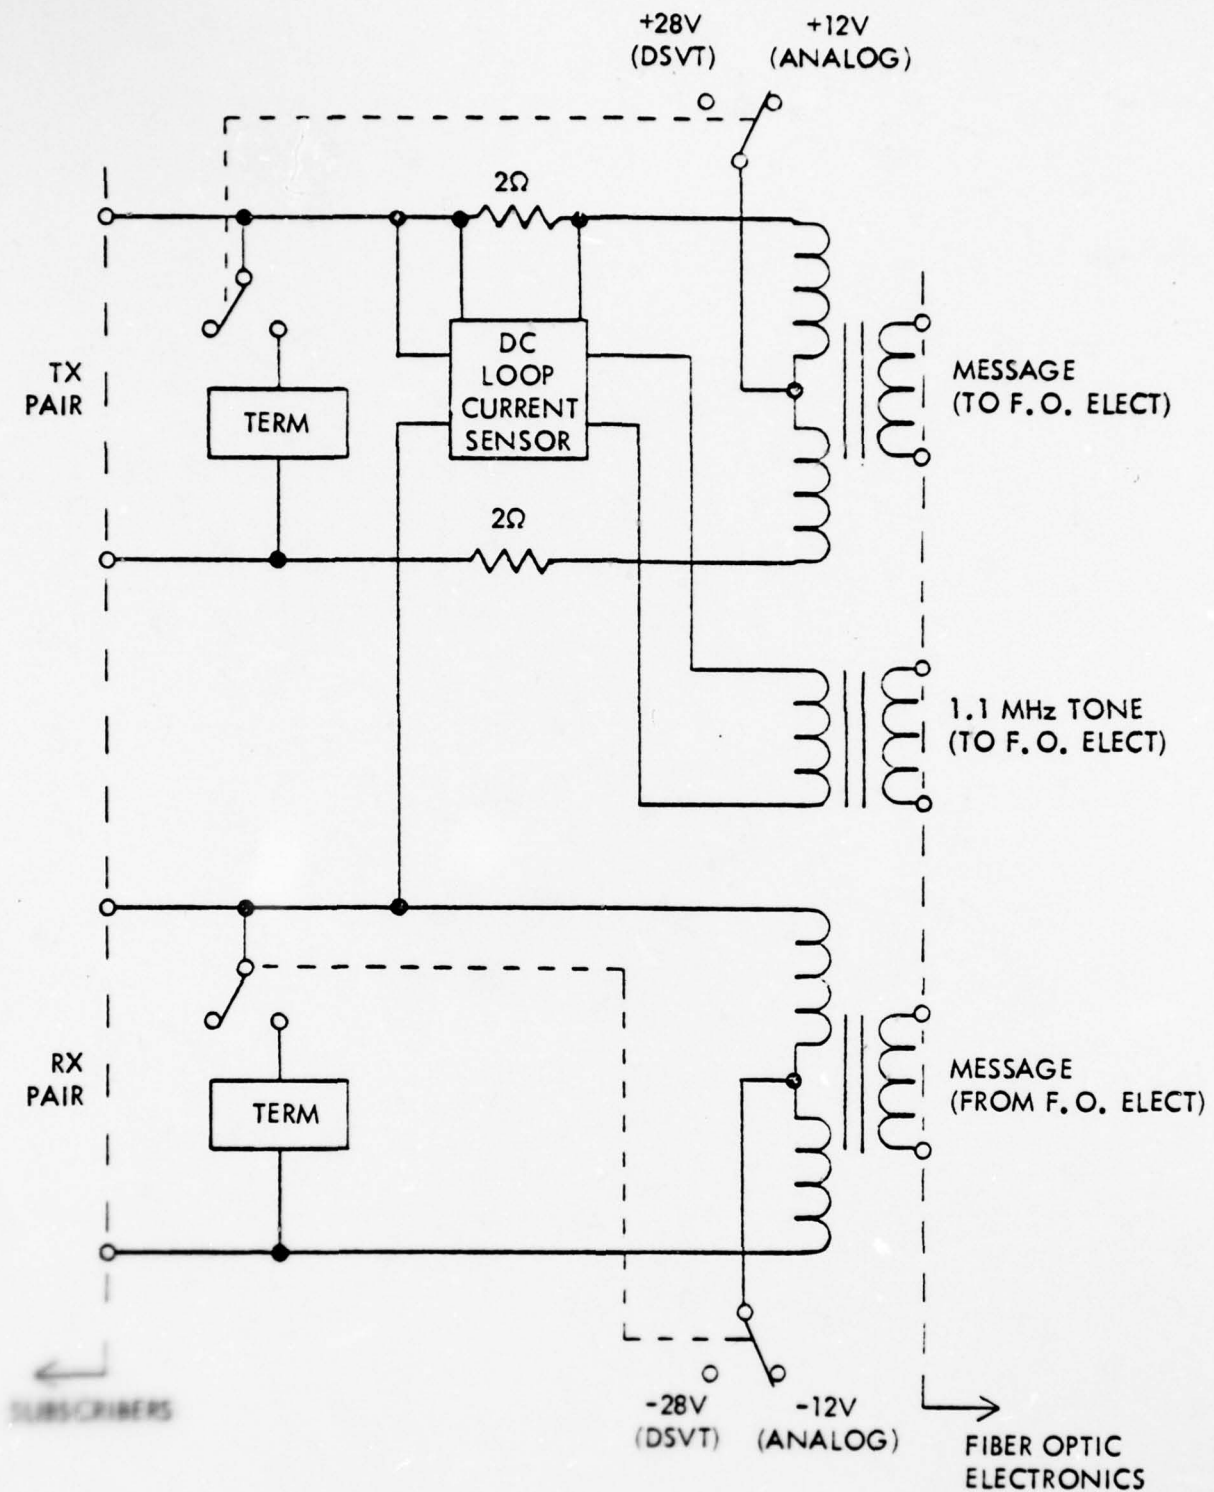 +28V
(DSVT)
+12V
(ANALOG)
2Ω
TX
PAIR
TERM
DC
LOOP
CURRENT
SENSOR
MESSAGE
(TO F. O. ELECT)
2Ω
1.1 MHz TONE
(TO F. O. ELECT)
RX
PAIR
TERM
MESSAGE
(FROM F. O. ELECT)
SUBSCRIBERS
-28V
(DSVT)
-12V
(ANALOG)
FIBER OPTIC
ELECTRONICS